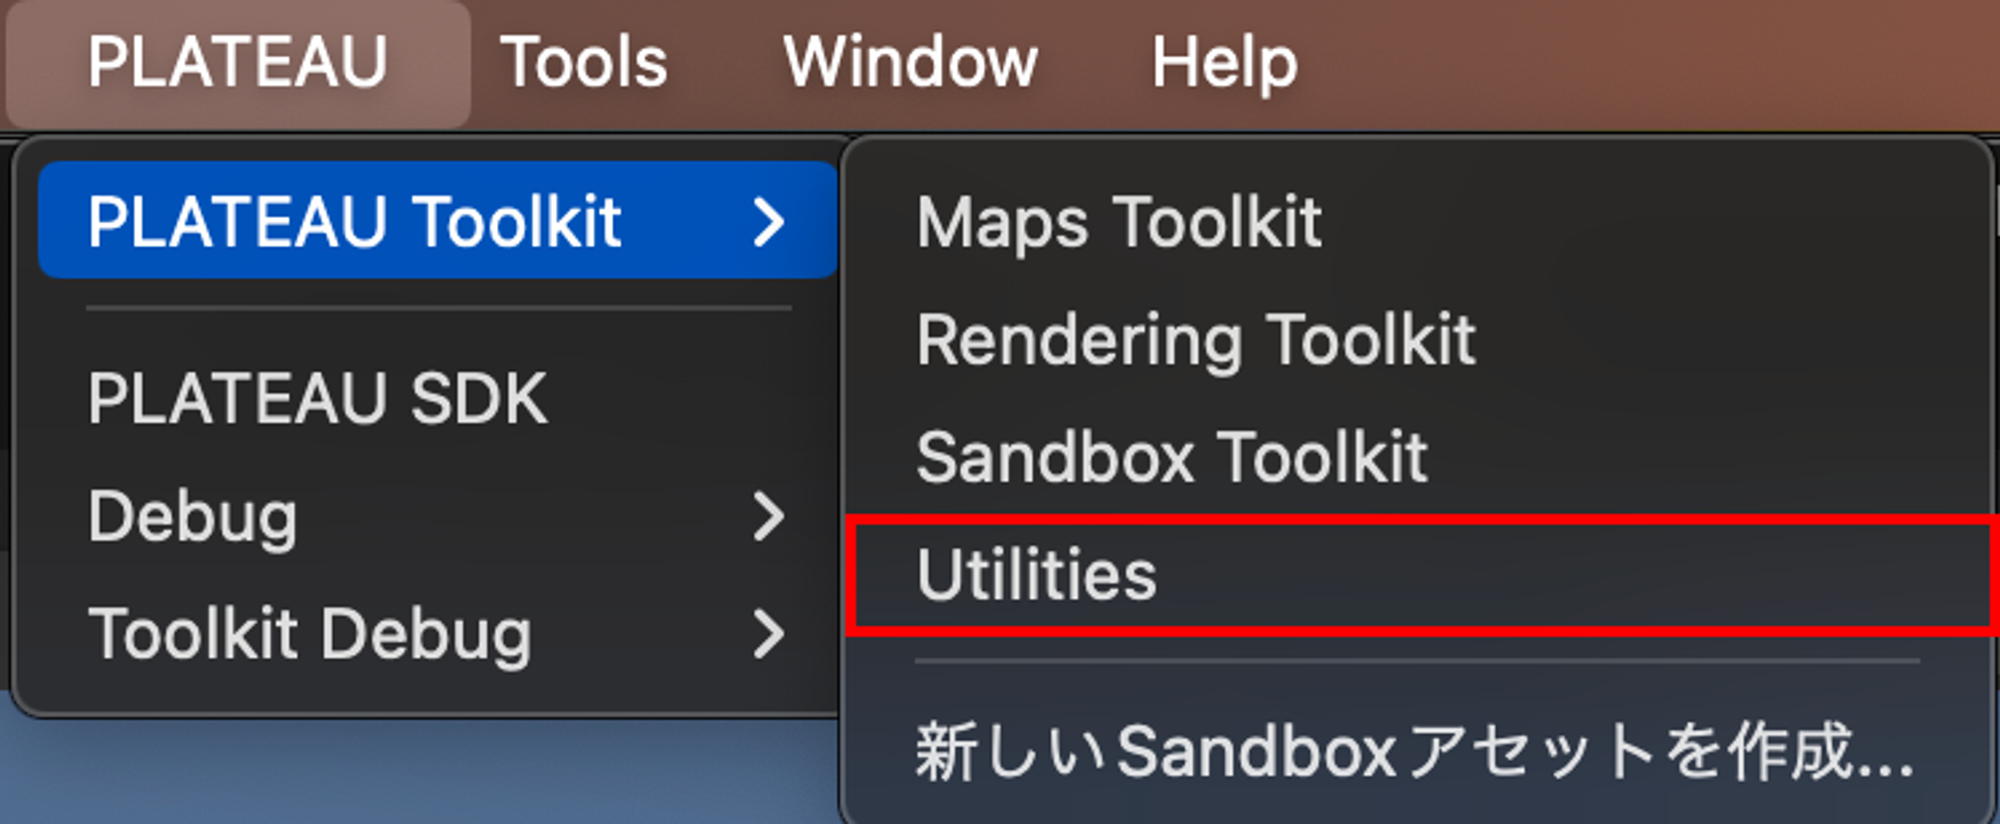 PLATEAU Tools Window Help
PLATEAU Toolkit
PLATEAU SDK
Debug
Toolkit Debug
Maps Toolkit
Rendering Toolkit
Sandbox Toolkit
Utilities
新しいSandboxアセットを作成...